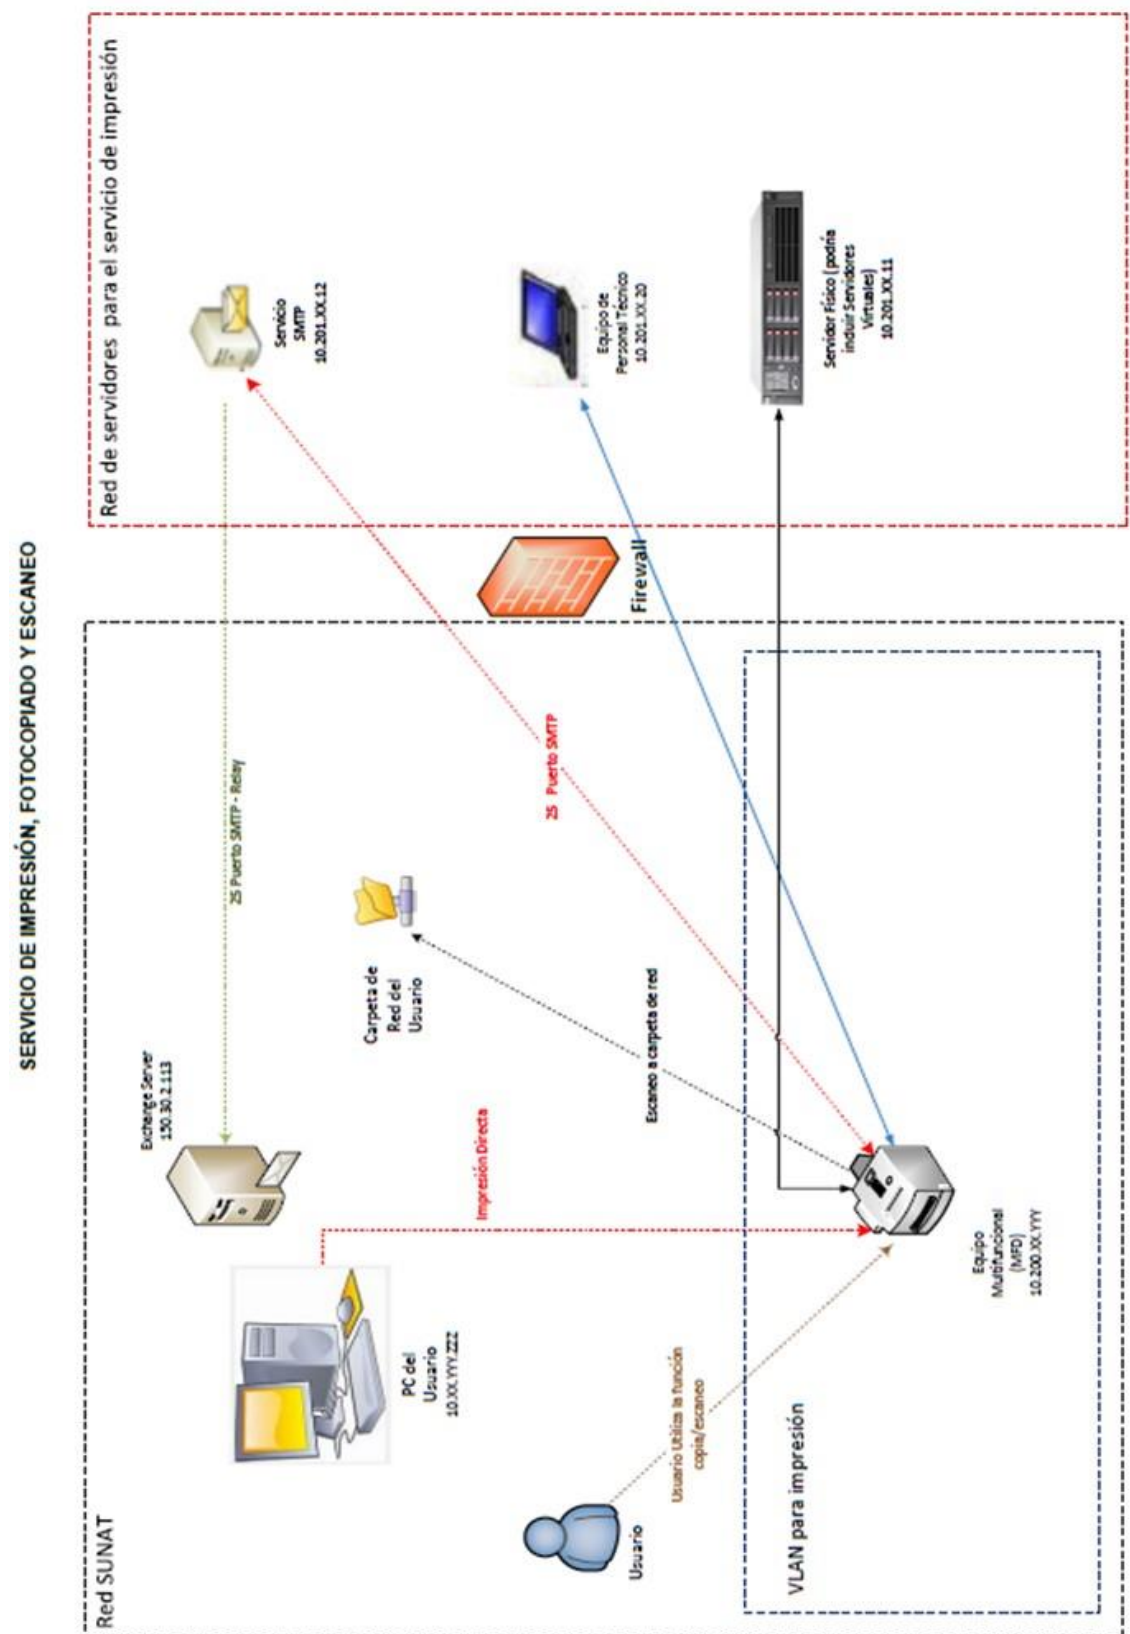 SERVICIO DE IMPRESIÓN, FOTOCOPIADO Y ESCANEO
Red SUNAT
Exchange Server
150.30.2.113
25 Puerto SMTP - Relay
Red de servidores para el servicio de impresión
Servicio
SMTP
10.201.XX.12
PC del
Usuario
10.XX.YYY.ZZZ
Impresión Directa
Carpeta de
Red del
Usuario
25 Puerto SMTP
Firewall
Equipo de
Personal Técnico
10.201.XX.20
Usuario
Usuario Utiliza la función
copia/escaneo
Escaneo a carpeta de red
Servidor Físico (podría
incluir Servidores
Virtuales)
10.201.XX.11
VLAN para impresión
Equipo
Multifuncional
(MFD)
10.200.XX.YYY